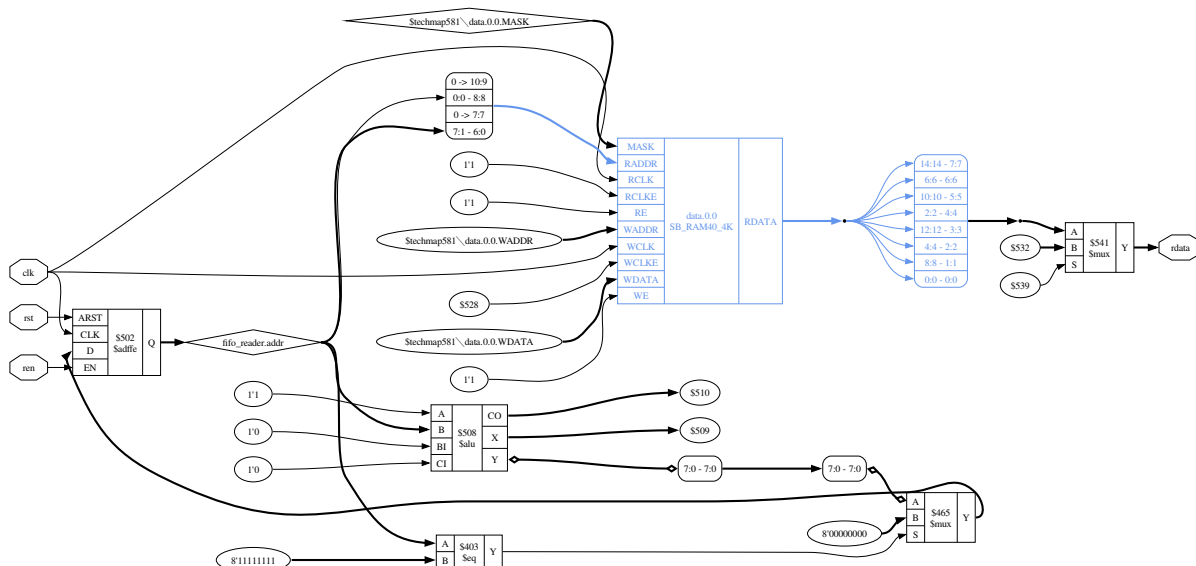 $techmap581\data.0.0.MASK
0 -> 10:9
0:0 - 8:8
0 -> 7:7
7:1 - 6:0
1'1
1'1
$techmap581\data.0.0.WADDR
$528
$techmap581\data.0.0.WDATA
1'1
MASK
RADDR
RCLK
RCLKE
RE
WADDR
WCLK
WCLKE
WDATA
WE
data.0.0
SB_RAM40_4K
RDATA
14:14 - 7:7
6:6 - 6:6
10:10 - 5:5
2:2 - 4:4
12:12 - 3:3
4:4 - 2:2
8:8 - 1:1
0:0 - 0:0
$532
$539
A
B
S
$541
$mux
Y
rdata
clk
rst
ren
ARST
CLK
D
EN
$502
$adffe
Q
fifo_reader.addr
1'1
1'0
1'0
A
B
BI
CI
$508
$alu
CO
X
Y
$510
$509
7:0 - 7:0
7:0 - 7:0
8'00000000
A
B
S
$465
$mux
Y
8'11111111
A
B
$403
$eq
Y